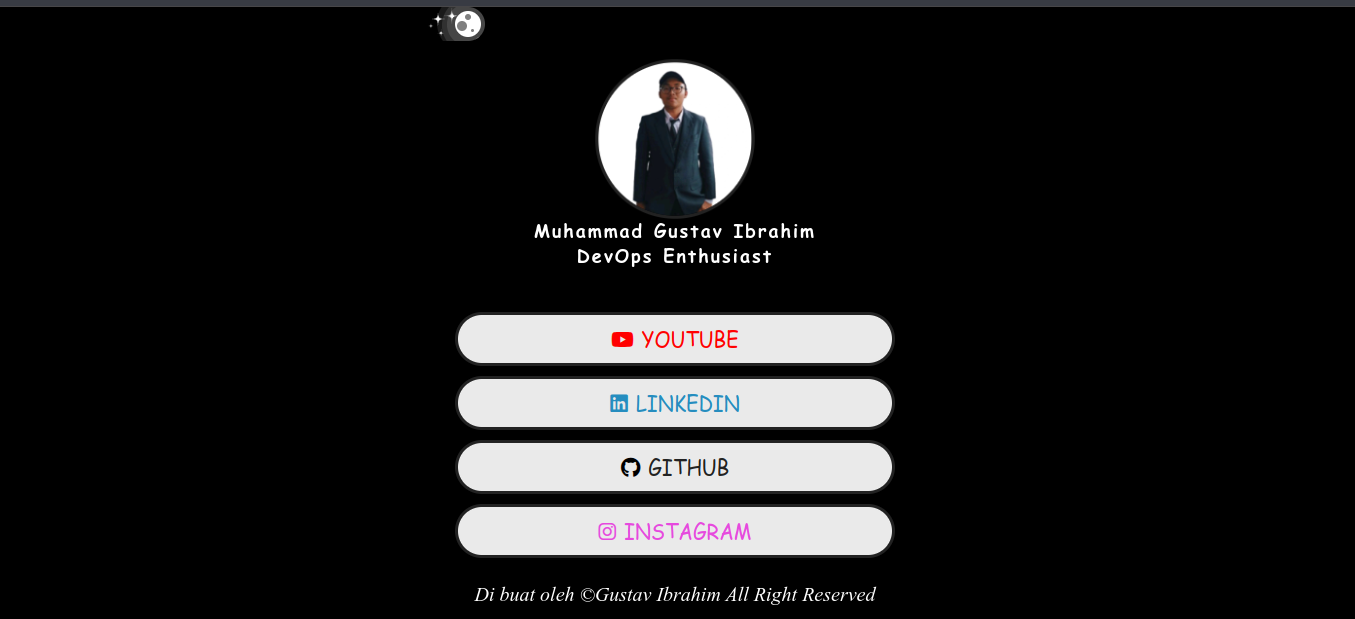 Muhammad Gustav Ibrahim
DevOps Enthusiast
YOUTUBE
LINKEDIN
GITHUB
INSTAGRAM
Di buat oleh ©Gustav Ibrahim All Right Reserved